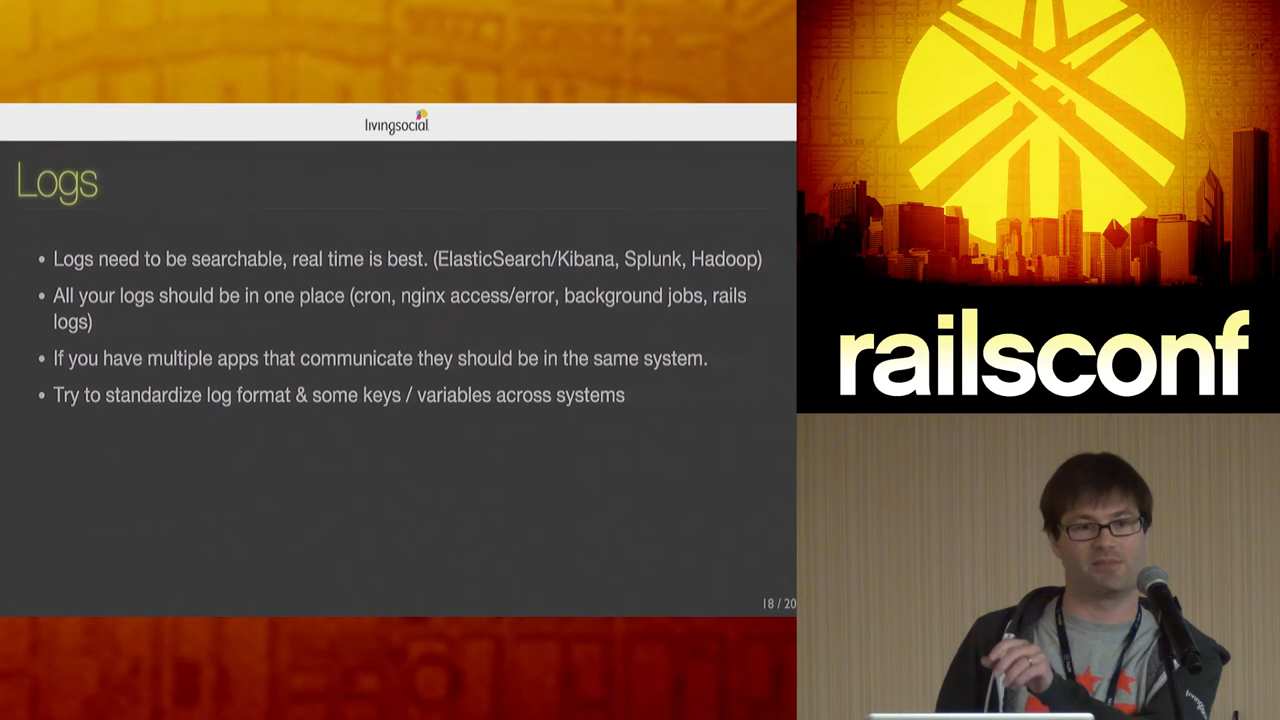 livingsocial
Logs
• Logs need to be searchable, real time is best. (ElasticSearch/Kibana, Splunk, Hadoop)
• All your logs should be in one place (cron, nginx access/error, background jobs, rails
logs)
• If you have multiple apps that communicate they should be in the same system.
• Try to standardize log format & some keys / variables across systems
18 / 20
railsconf
livingsocial